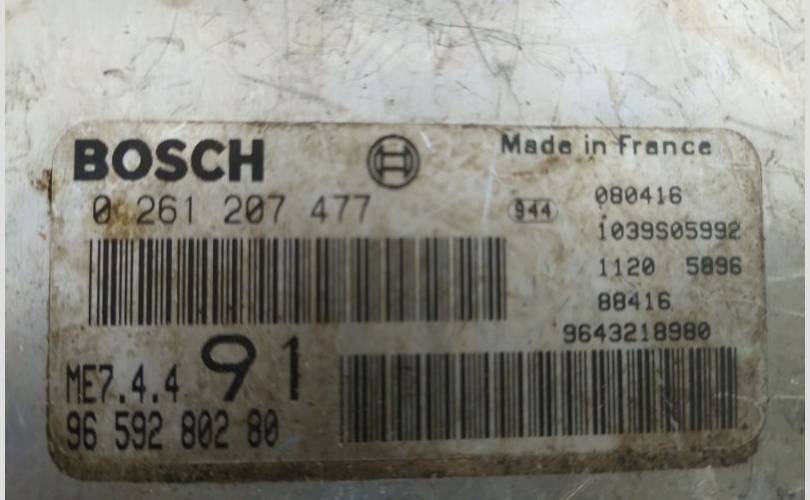 BOSCH
Made in France
0 261 207 477
944
080416
1039S05992
1120 5896
88416
9643218980
ME7.4.4 91
96 592 802 80